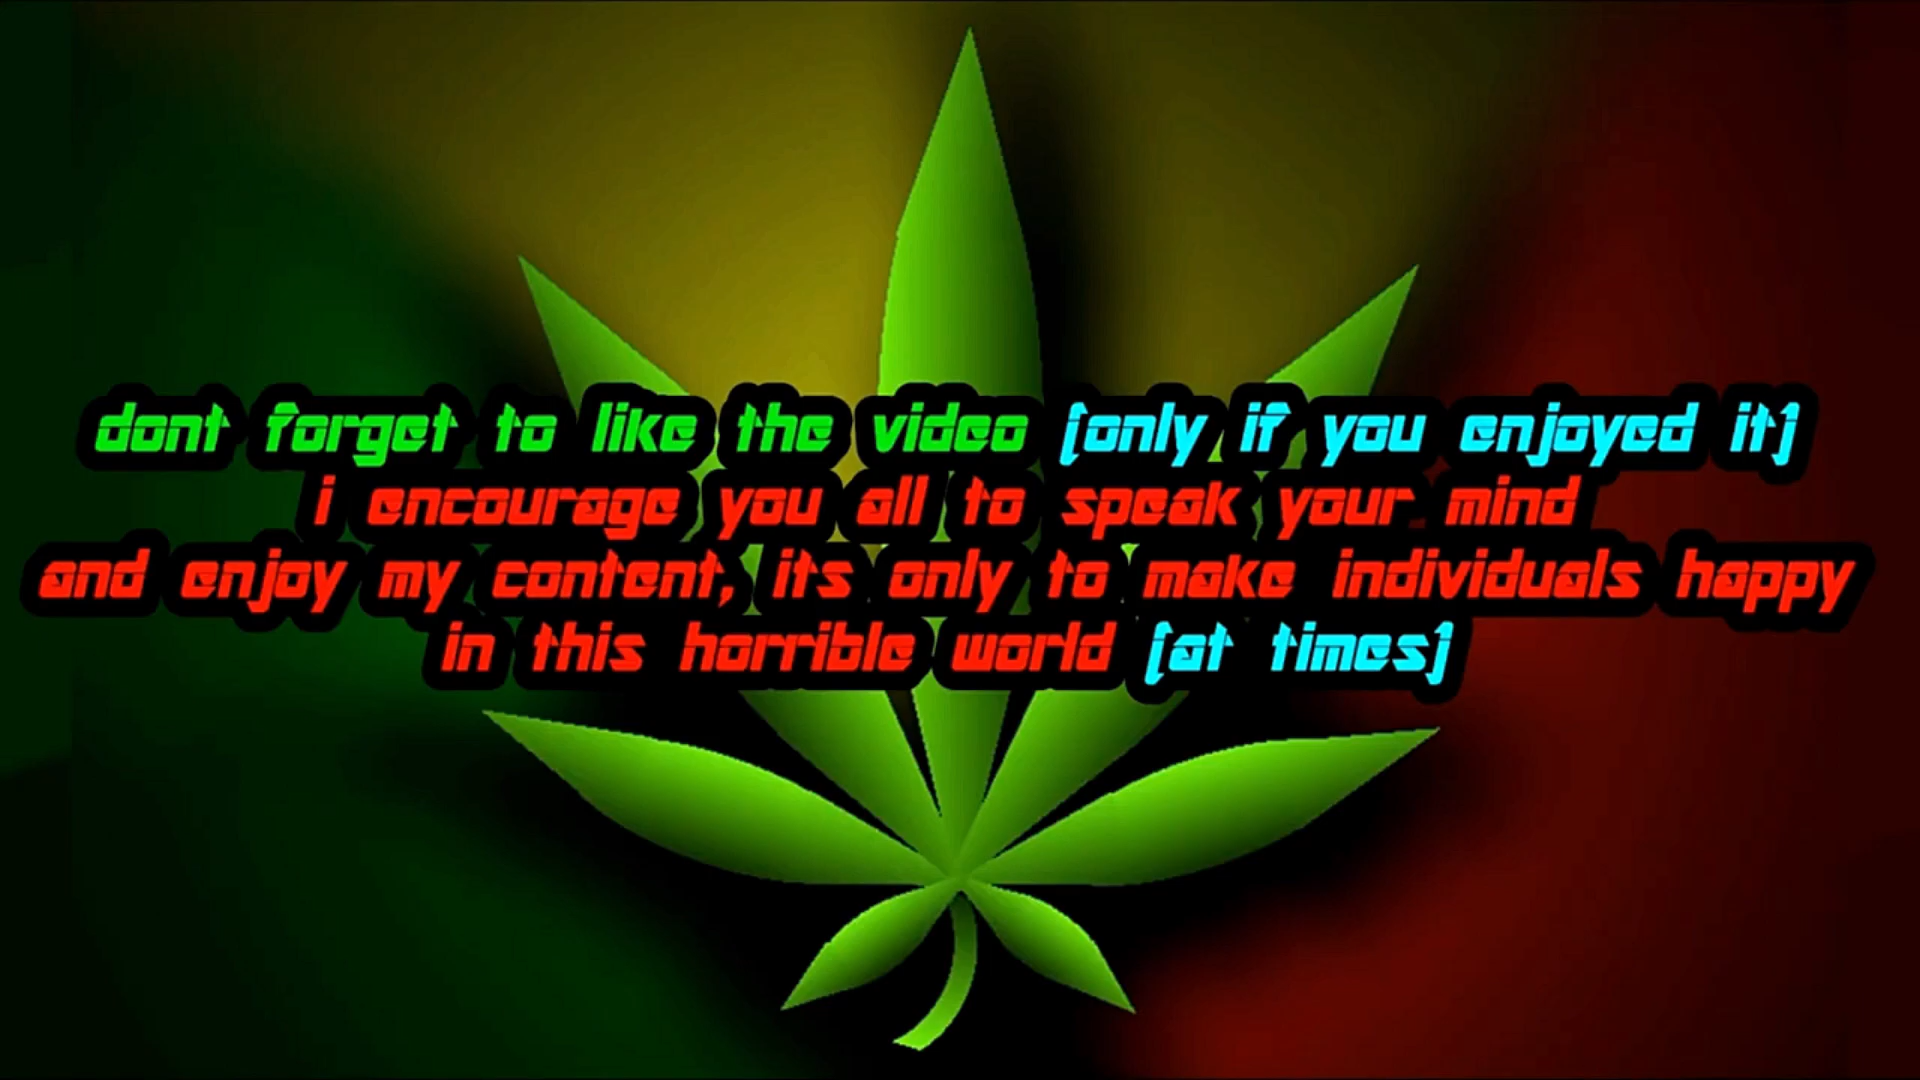 dont forget to like the video (only if you enjoyed it)
i encourage you all to speak your mind
and enjoy my content, its only to make individuals happy
in this horrible world (at times)